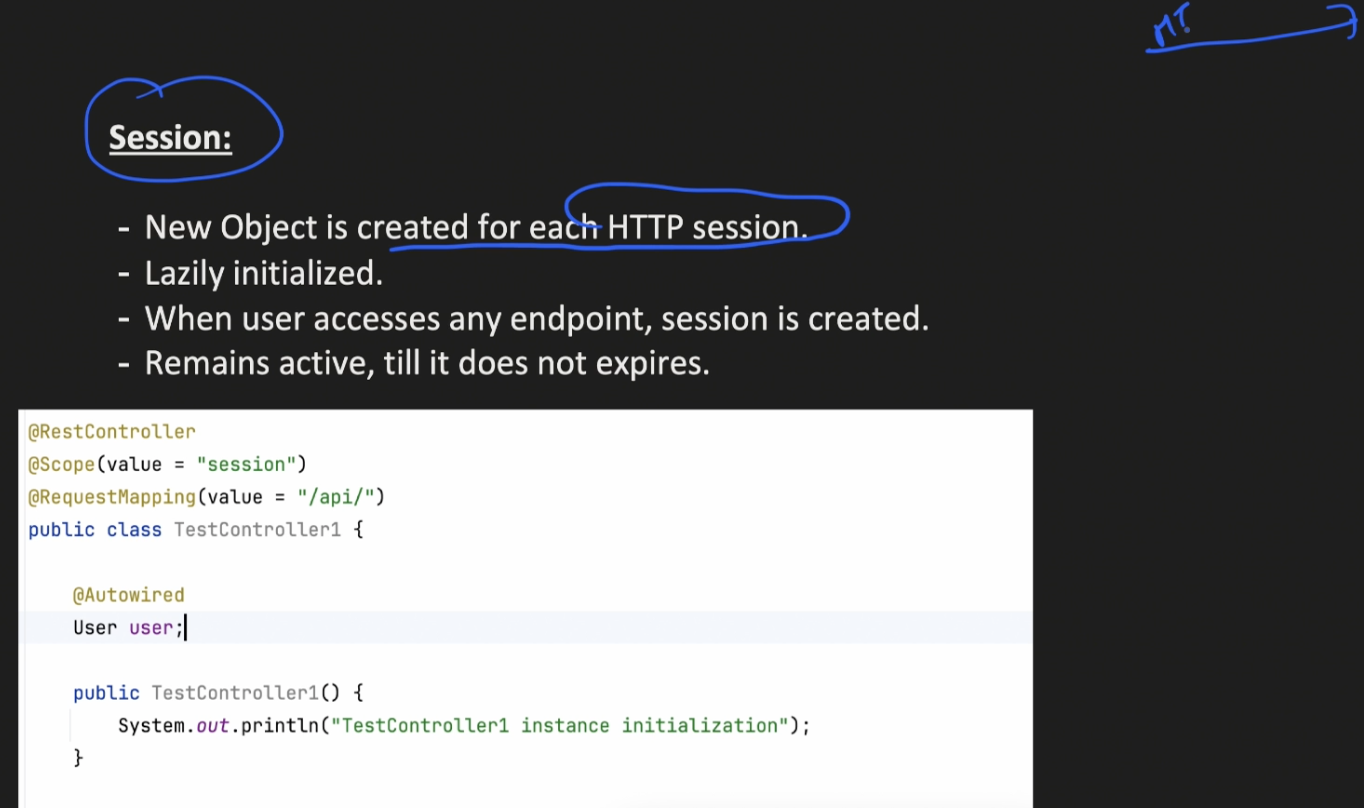 Session:
- New Object is created for each HTTP session.
- Lazily initialized.
- When user accesses any endpoint, session is created.
- Remains active, till it does not expires.
@RestController
@Scope(value = "session")
@RequestMapping(value = "/api/")
public class TestController1 {
@Autowired
User user;
public TestController1() {
System.out.println("TestController1 instance initialization");
}